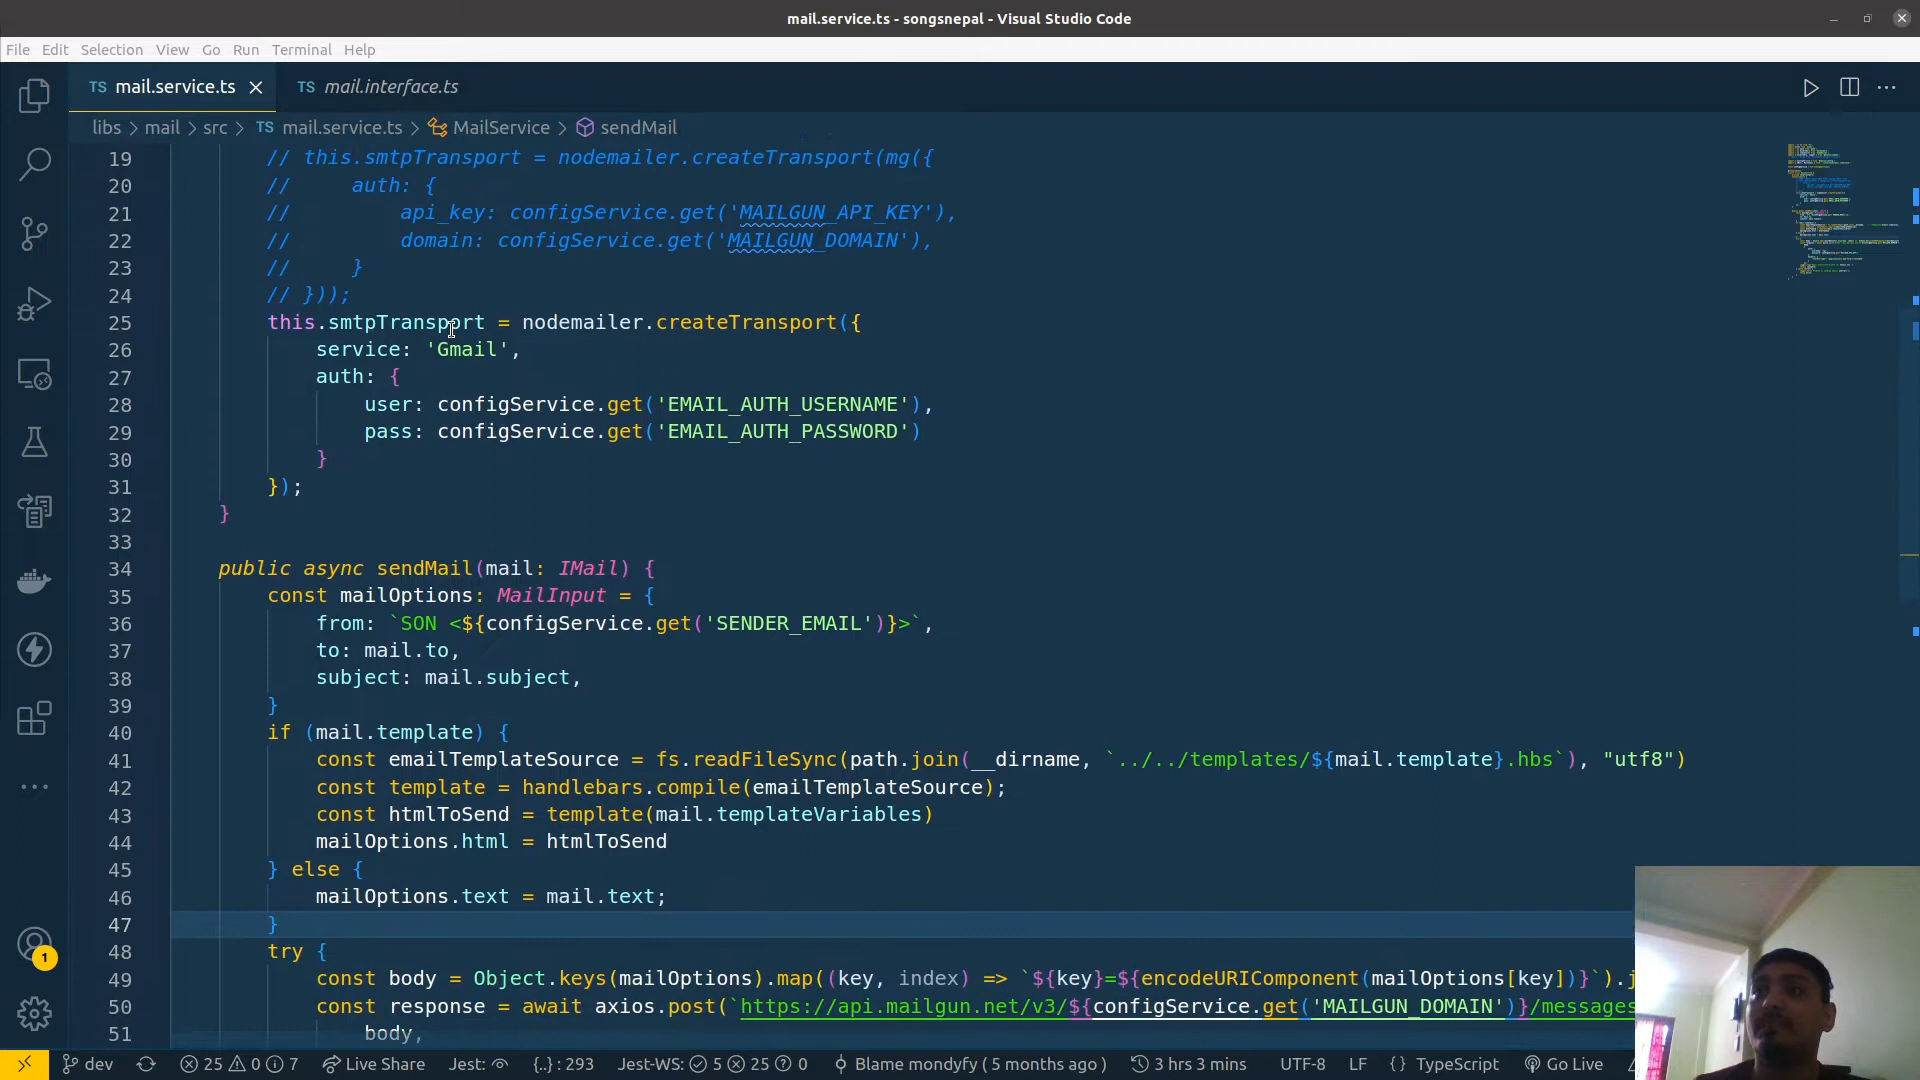 mail.service.ts - songsnepal - Visual Studio Code
File Edit Selection View Go Run Terminal Help
TS mail.service.ts TS mail.interface.ts
libs > mail > src > TS mail.service.ts > MailService > sendMail
19 // this.smtpTransport = nodemailer.createTransport(mg({
20 // auth: {
21 // api_key: configService.get('MAILGUN_API_KEY'),
22 // domain: configService.get('MAILGUN_DOMAIN'),
23 // }
24 // }));
25 this.smtpTransport = nodemailer.createTransport({
26 service: 'Gmail',
27 auth: {
28 user: configService.get('EMAIL_AUTH_USERNAME'),
29 pass: configService.get('EMAIL_AUTH_PASSWORD')
30 }
31 });
32 }
33
34 public async sendMail(mail: IMail) {
35 const mailOptions: MailInput = {
36 from: `SON <${configService.get('SENDER_EMAIL')}>`,
37 to: mail.to,
38 subject: mail.subject,
39 }
40 if (mail.template) {
41 const emailTemplateSource = fs.readFileSync(path.join(__dirname, `../../templates/${mail.template}.hbs`), "utf8")
42 const template = handlebars.compile(emailTemplateSource);
43 const htmlToSend = template(mail.templateVariables)
44 mailOptions.html = htmlToSend
45 } else {
46 mailOptions.text = mail.text;
47 }
48 try {
49 const body = Object.keys(mailOptions).map((key, index) => `${key}=${encodeURIComponent(mailOptions[key])}`).j
50 const response = await axios.post(`https://api.mailgun.net/v3/${configService.get('MAILGUN_DOMAIN')}/messages
51 body,
1
dev 25 0 7 Live Share Jest: {..} : 293 Jest-WS: 5 25 0 Blame mondyfy ( 5 months ago ) 3 hrs 3 mins UTF-8 LF {} TypeScript Go Live